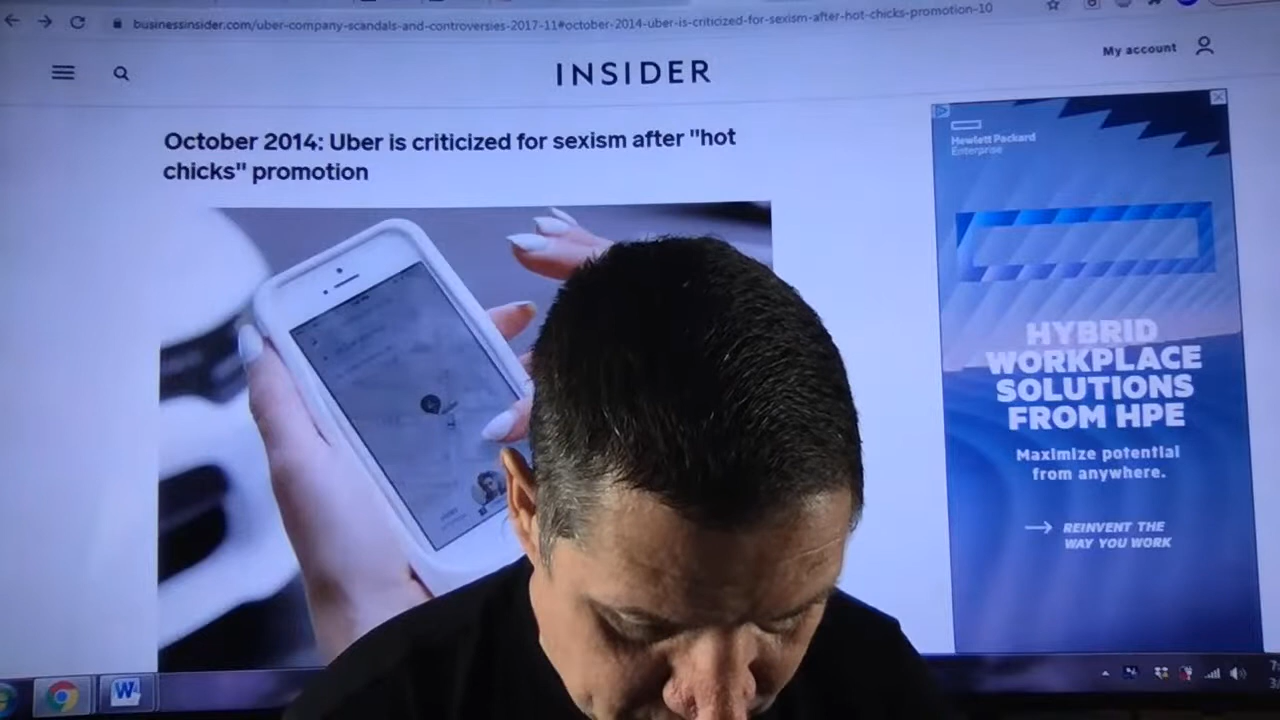 businessinsider.com/uber-company-scandals-and-controversies-2017-11#october-2014-uber-is-criticized-for-sexism-after-hot-chicks-promotion-10
INSIDER
My account
October 2014: Uber is criticized for sexism after "hot
chicks" promotion
Hewlett Packard
Enterprise
HYBRID
WORKPLACE
SOLUTIONS
FROM HPE
Maximize potential
from anywhere.
REINVENT THE
WAY YOU WORK
W